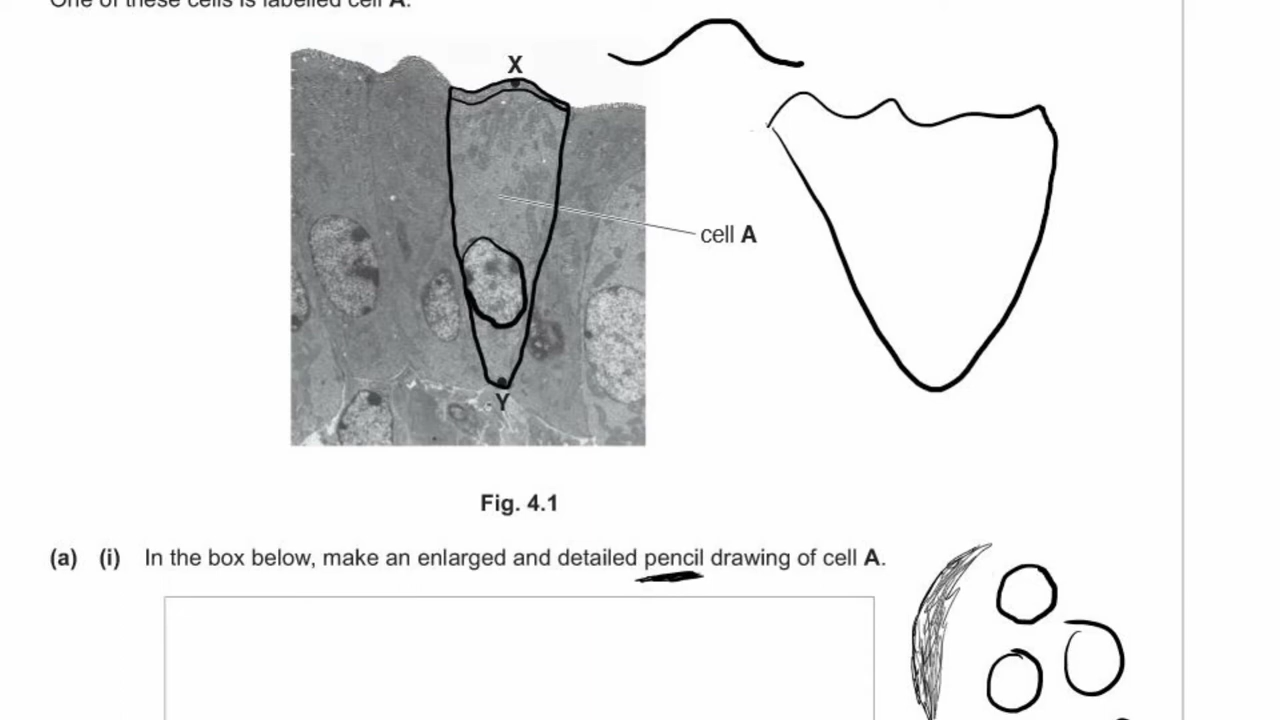 One of these cells is labelled cell A.
X
cell A
Y
Fig. 4.1
(a) (i) In the box below, make an enlarged and detailed pencil drawing of cell A.